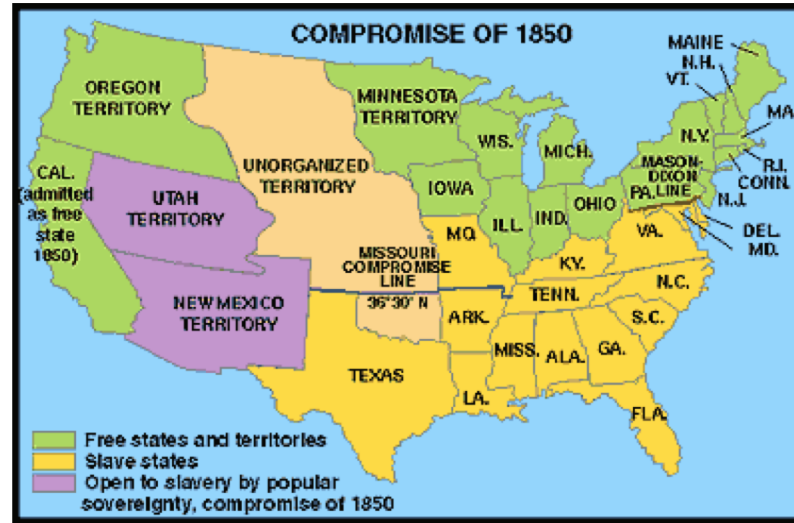 COMPROMISE OF 1850
MAINE
N.H.
VT.
MA
OREGON
TERRITORY
MINNESOTA
TERRITORY
WIS.
MICH.
N.Y.
MASON-
DIXON
LINE
PA.
R.I.
CONN.
N.J.
CAL.
(admitted
as free
state
1850)
UTAH
TERRITORY
UNORGANIZED
TERRITORY
IOWA
ILL.
IND.
OHIO
DEL.
MD.
MO.
VA.
KY.
MISSOURI
COMPROMISE
LINE
36°30' N
NEW MEXICO
TERRITORY
TENN.
N.C.
ARK.
S.C.
TEXAS
MISS.
ALA.
GA.
LA.
FLA.
Free states and territories
Slave states
Open to slavery by popular
sovereignty, compromise of 1850